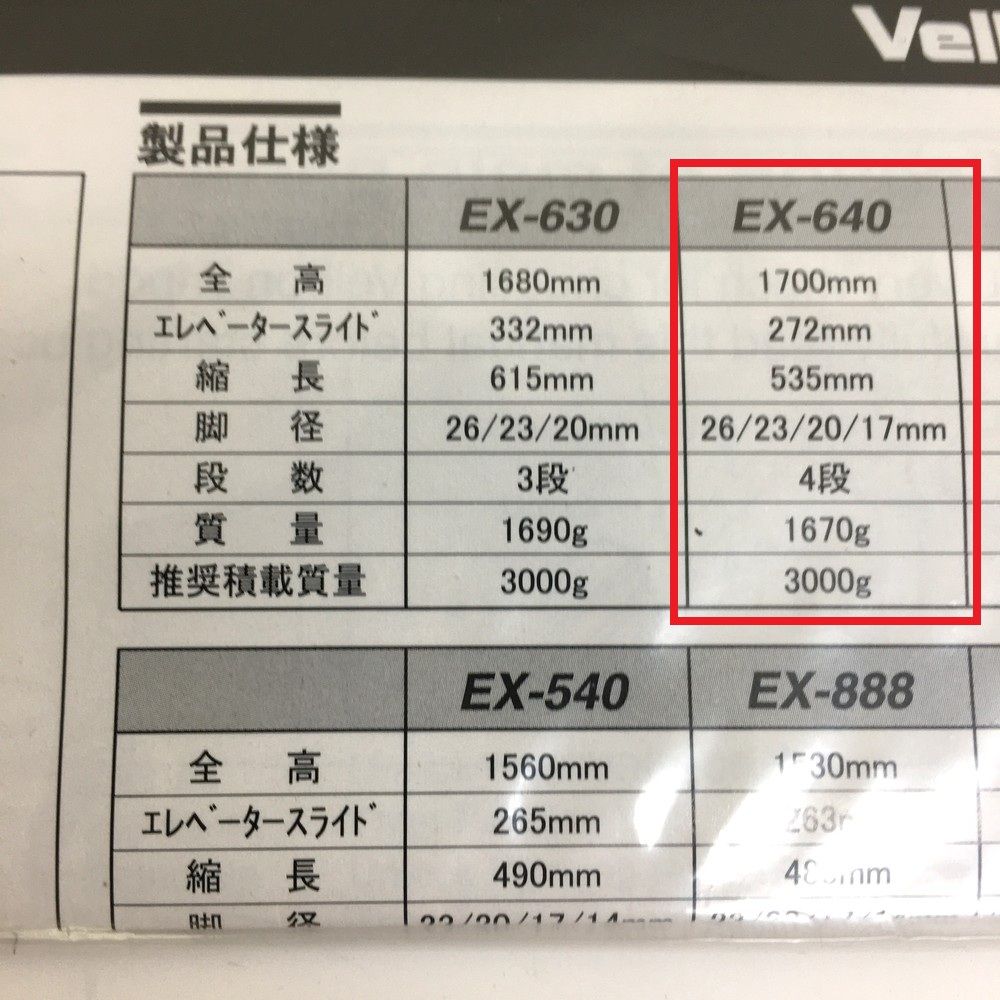 Vel
製品仕様
EX-630 EX-640
全高 1680mm 1700mm
エレベータースライド 332mm 272mm
縮長 615mm 535mm
脚径 26/23/20mm 26/23/20/17mm
段数 3段 4段
質量 1690g 1670g
推奨積載質量 3000g 3000g
EX-540 EX-888
全高 1560mm 1530mm
エレベータースライド 265mm 263m
縮長 490mm
脚径